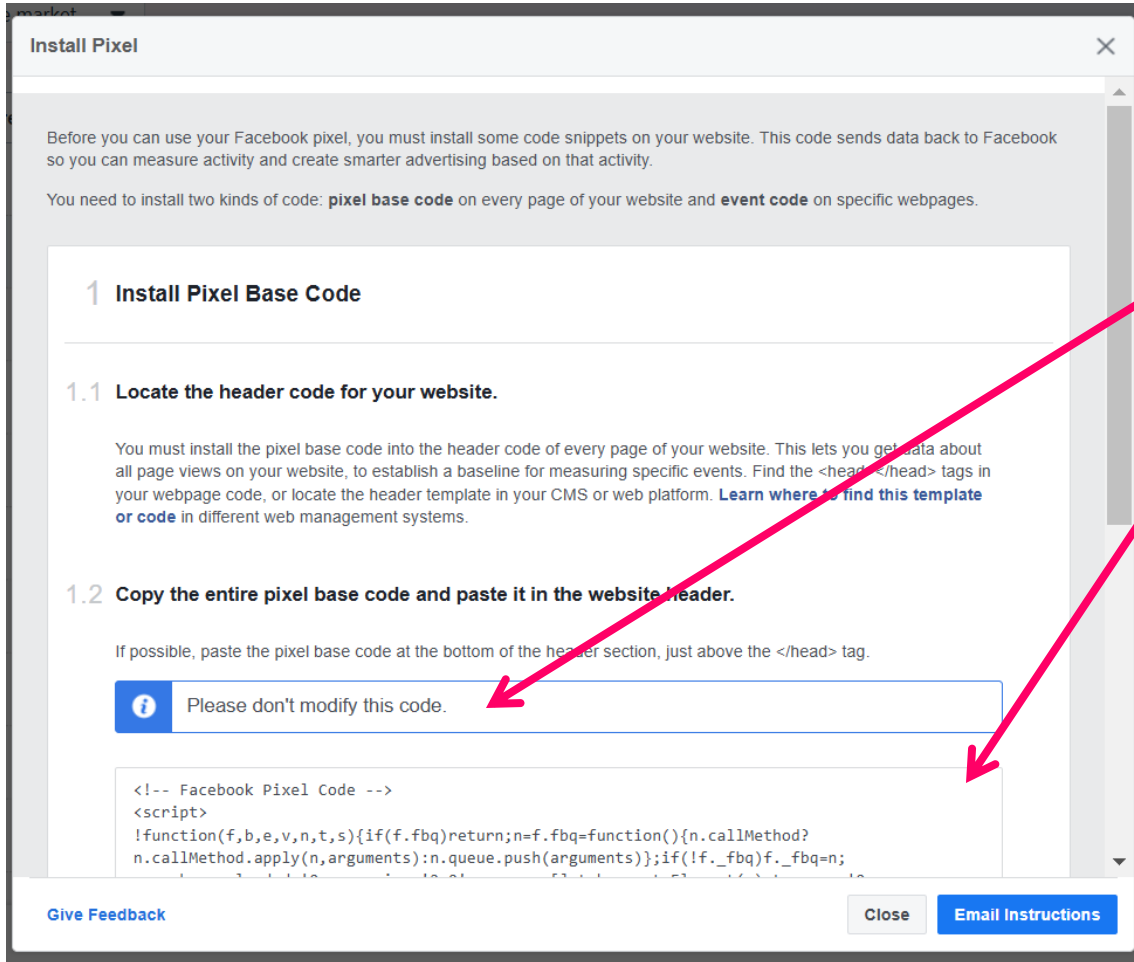 e market
Install Pixel
Before you can use your Facebook pixel, you must install some code snippets on your website. This code sends data back to Facebook
so you can measure activity and create smarter advertising based on that activity.
You need to install two kinds of code: pixel base code on every page of your website and event code on specific webpages.
1 Install Pixel Base Code
1.1 Locate the header code for your website.
You must install the pixel base code into the header code of every page of your website. This lets you get data about
all page views on your website, to establish a baseline for measuring specific events. Find the <head> </head> tags in
your webpage code, or locate the header template in your CMS or web platform. Learn where to find this template
or code in different web management systems.
1.2 Copy the entire pixel base code and paste it in the website header.
If possible, paste the pixel base code at the bottom of the header section, just above the </head> tag.
i Please don't modify this code.
<!-- Facebook Pixel Code -->
<script>
!function(f,b,e,v,n,t,s){if(f.fbq)return;n=f.fbq=function(){n.callMethod?
n.callMethod.apply(n,arguments):n.queue.push(arguments)};if(!f._fbq)f._fbq=n;
Give Feedback
Close
Email Instructions